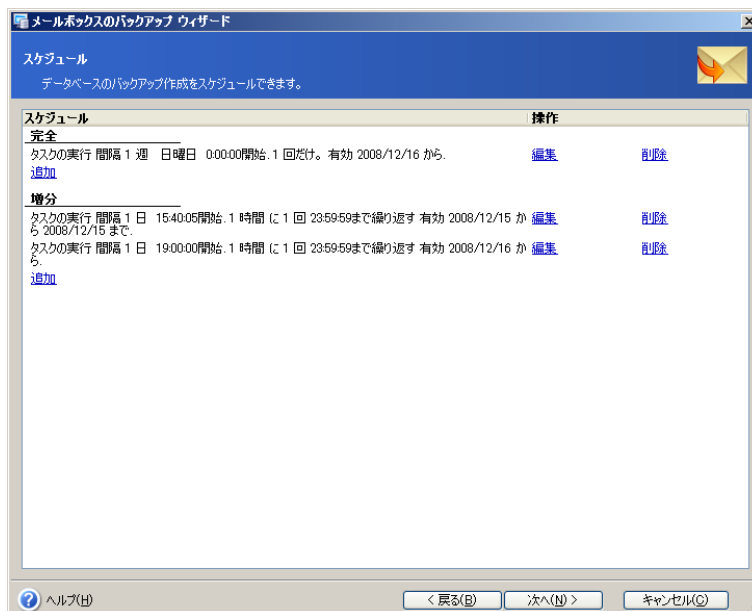 メールボックスのバックアップ ウィザード
スケジュール
データベースのバックアップ作成をスケジュールできます。
スケジュール 操作
完全
タスクの実行 間隔 1 週 日曜日 0:00:00開始. 1 回だけ。有効 2008/12/16 から. 編集 削除
追加
増分
タスクの実行 間隔 1 日 15:40:05開始. 1 時間 に 1 回 23:59:59まで繰り返す 有効 2008/12/15 か 編集 削除
ら 2008/12/15 まで.
タスクの実行 間隔 1 日 19:00:00開始. 1 時間 に 1 回 23:59:59まで繰り返す 有効 2008/12/16 か 編集 削除
ら.
追加
ヘルプ(H) < 戻る(B) 次へ(N) > キャンセル(C)